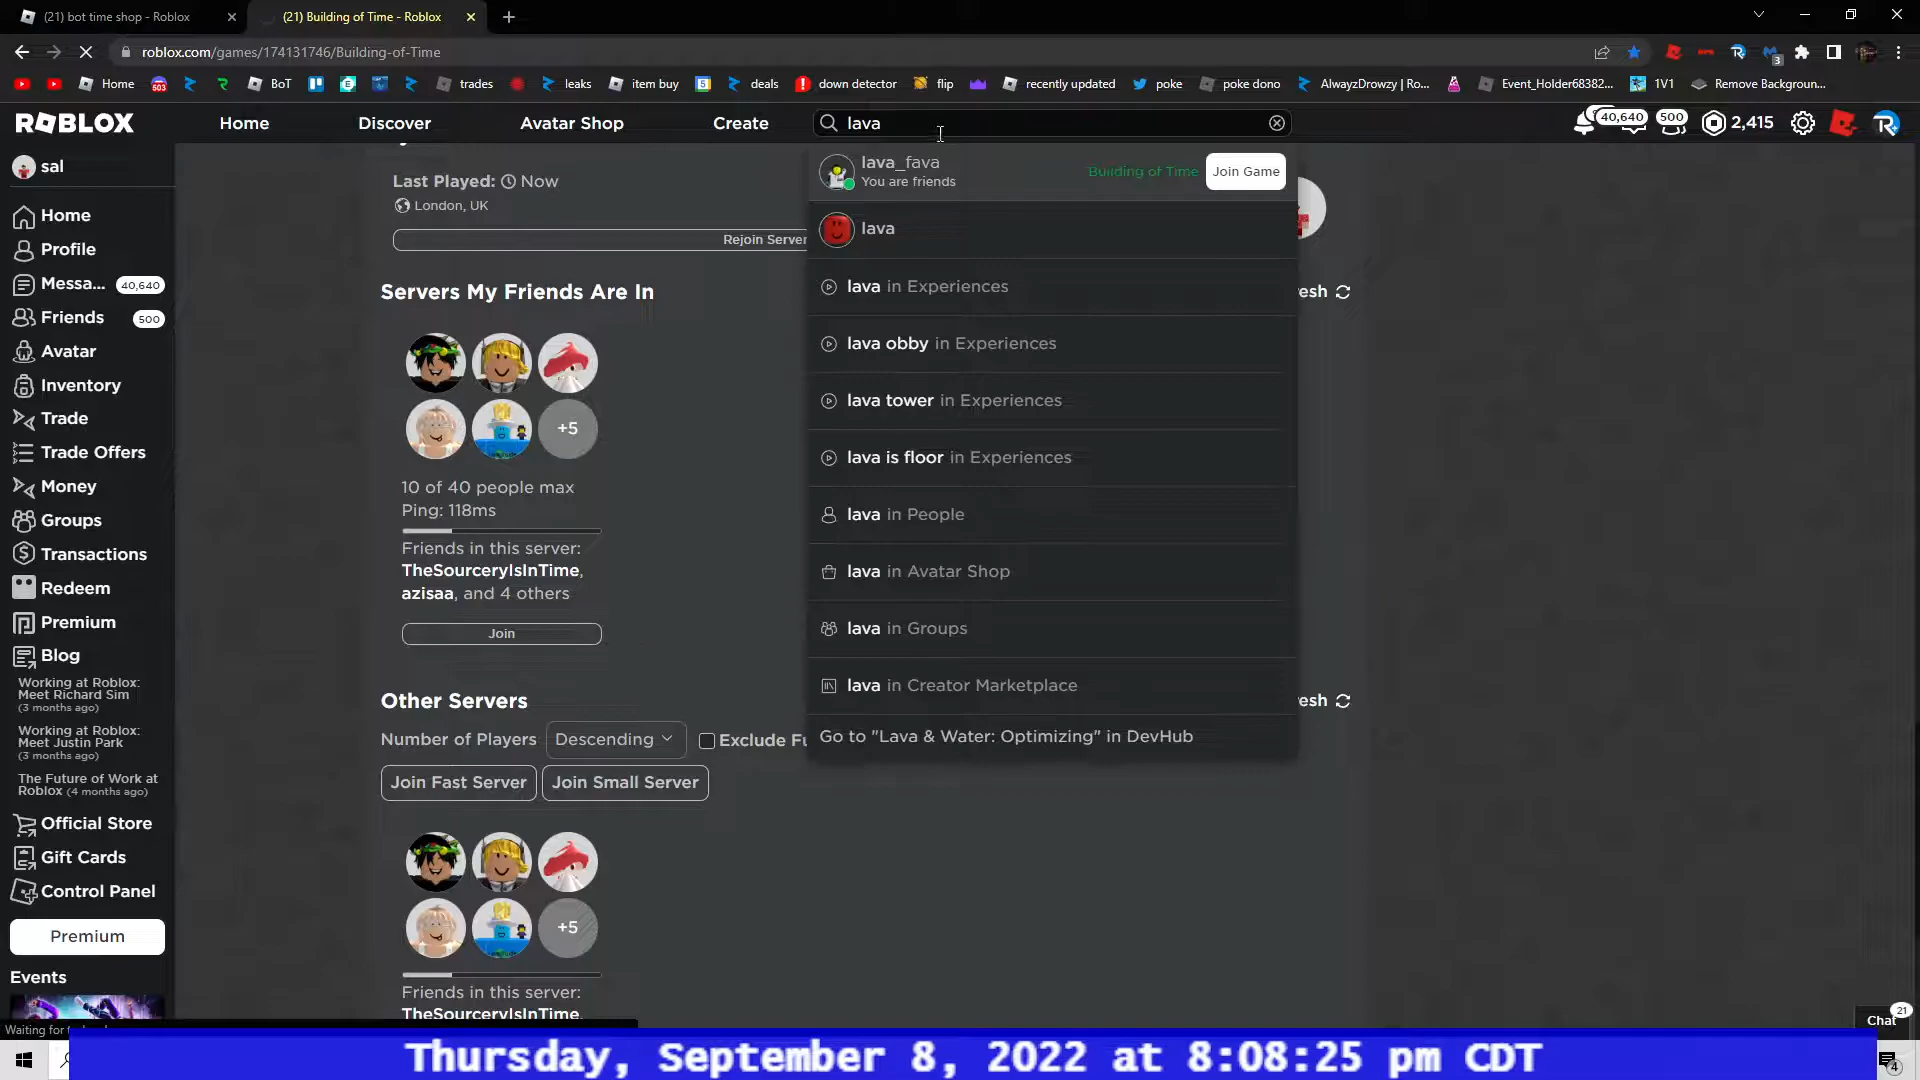 (21) bot time shop - Roblox
(21) Building of Time - Roblox
roblox.com/games/174131746/Building-of-Time
3
Home
503
BoT
trades
leaks
item buy
deals
down detector
flip
recently updated
poke
poke dono
AlwayzDrowzy | Ro...
Event_Holder68382...
1V1
Remove Backgroun...
ROBLOX
Home
Discover
Avatar Shop
Create
lava
40,640
500
2,415
sal
Home
Profile
Messa... 40,640
Friends 500
Avatar
Inventory
Trade
Trade Offers
Money
Groups
Transactions
Redeem
Premium
Blog
Working at Roblox:
Meet Richard Sim
(3 months ago)
Working at Roblox:
Meet Justin Park
(3 months ago)
The Future of Work at
Roblox (4 months ago)
Official Store
Gift Cards
Control Panel
Premium
Events
Last Played: Now
London, UK
Rejoin Server
Servers My Friends Are In
+5
10 of 40 people max
Ping: 118ms
Friends in this server:
TheSourceryIsInTime,
azisaa, and 4 others
Join
Other Servers
Number of Players Descending
Exclude Fu
Join Fast Server
Join Small Server
+5
Friends in this server:
TheSourceryIsInTime,
lava_fava
You are friends
Building of Time
Join Game
lava
lava in Experiences
lava obby in Experiences
lava tower in Experiences
lava is floor in Experiences
lava in People
lava in Avatar Shop
lava in Groups
lava in Creator Marketplace
Go to "Lava & Water: Optimizing" in DevHub
esh
esh
Chat
21
Waiting for
Thursday, September 8, 2022 at 8:08:25 pm CDT
4